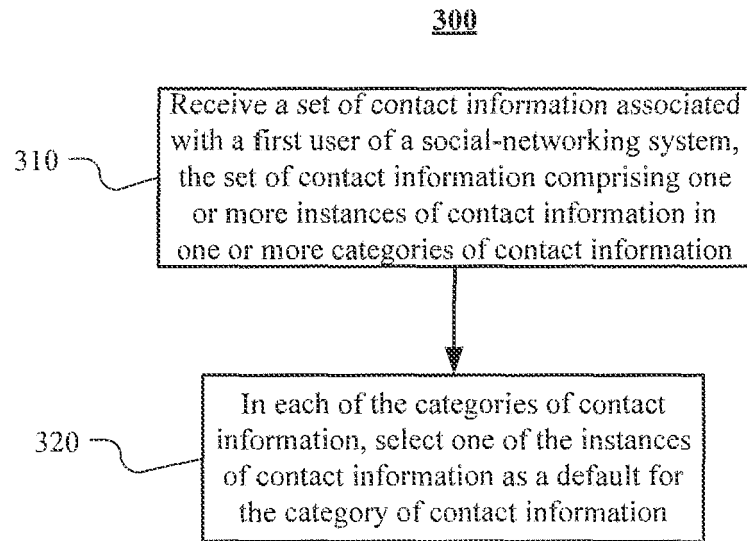 300
Receive a set of contact information associated
with a first user of a social-networking system,
the set of contact information comprising one
or more instances of contact information in
one or more categories of contact information
310
In each of the categories of contact
information, select one of the instances
of contact information as a default for
the category of contact information
320